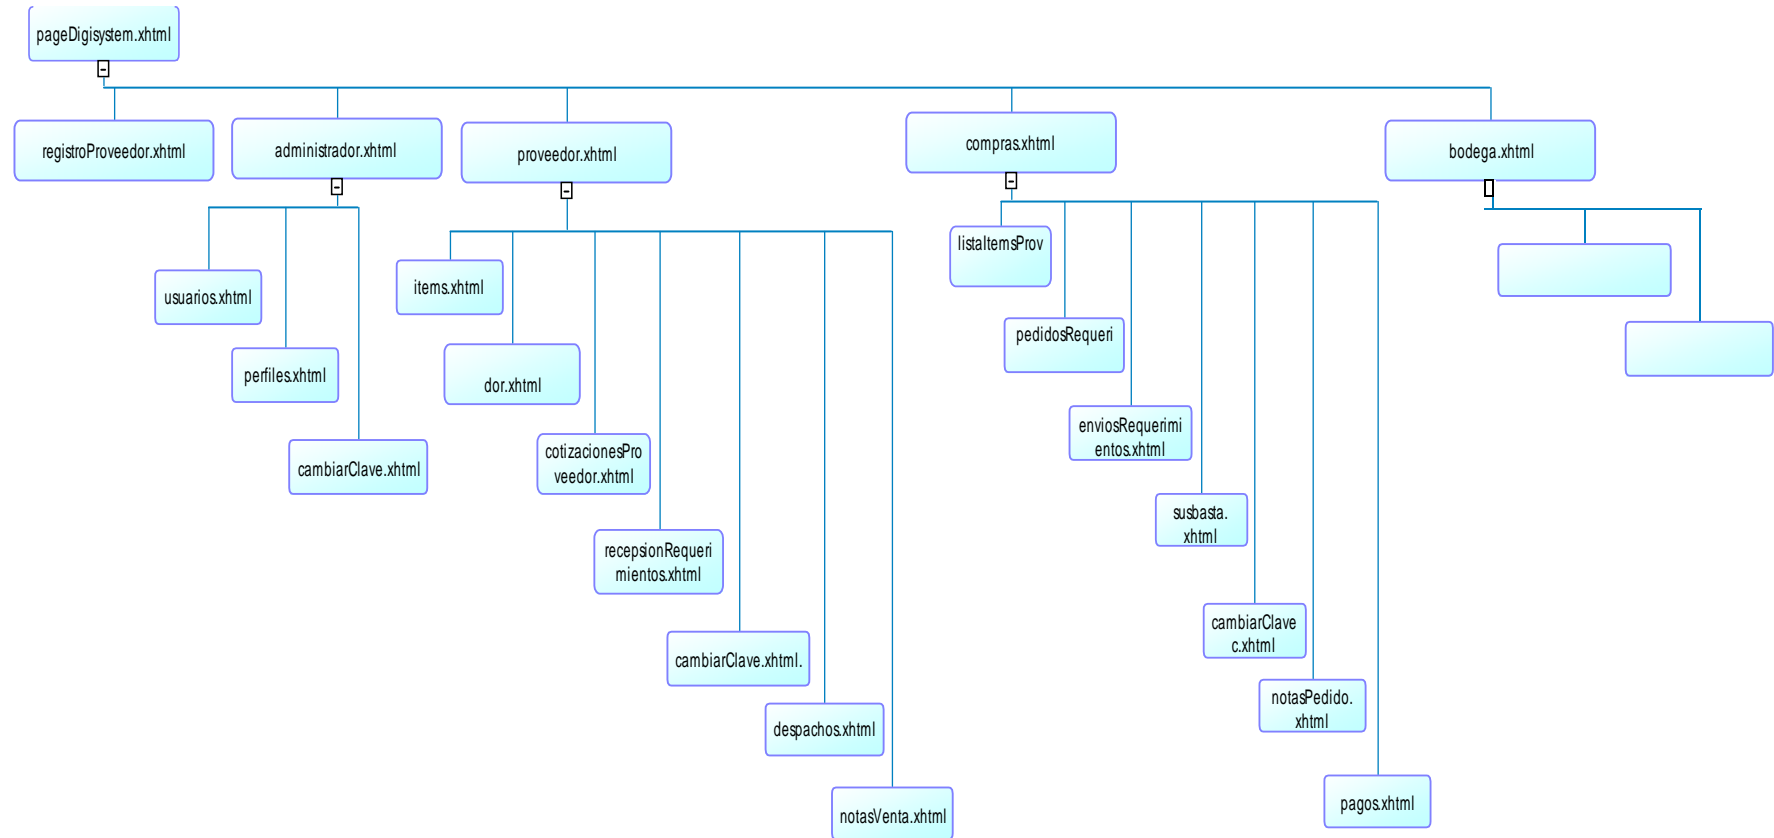 pageDigisystem.xhtml
registroProveedor.xhtml
administrador.xhtml
proveedor.xhtml
compras.xhtml
bodega.xhtml
usuarios.xhtml
perfiles.xhtml
cambiarClave.xhtml
items.xhtml
dor.xhtml
cotizacionesPro
veedor.xhtml
recepsionRequeri
mientos.xhtml
cambiarClave.xhtml.
despachos.xhtml
notasVenta.xhtml
listaItemsProv
pedidosRequeri
enviosRequerimi
entos.xhtml
susbasta.
xhtml
cambiarClave
c.xhtml
notasPedido.
xhtml
pagos.xhtml